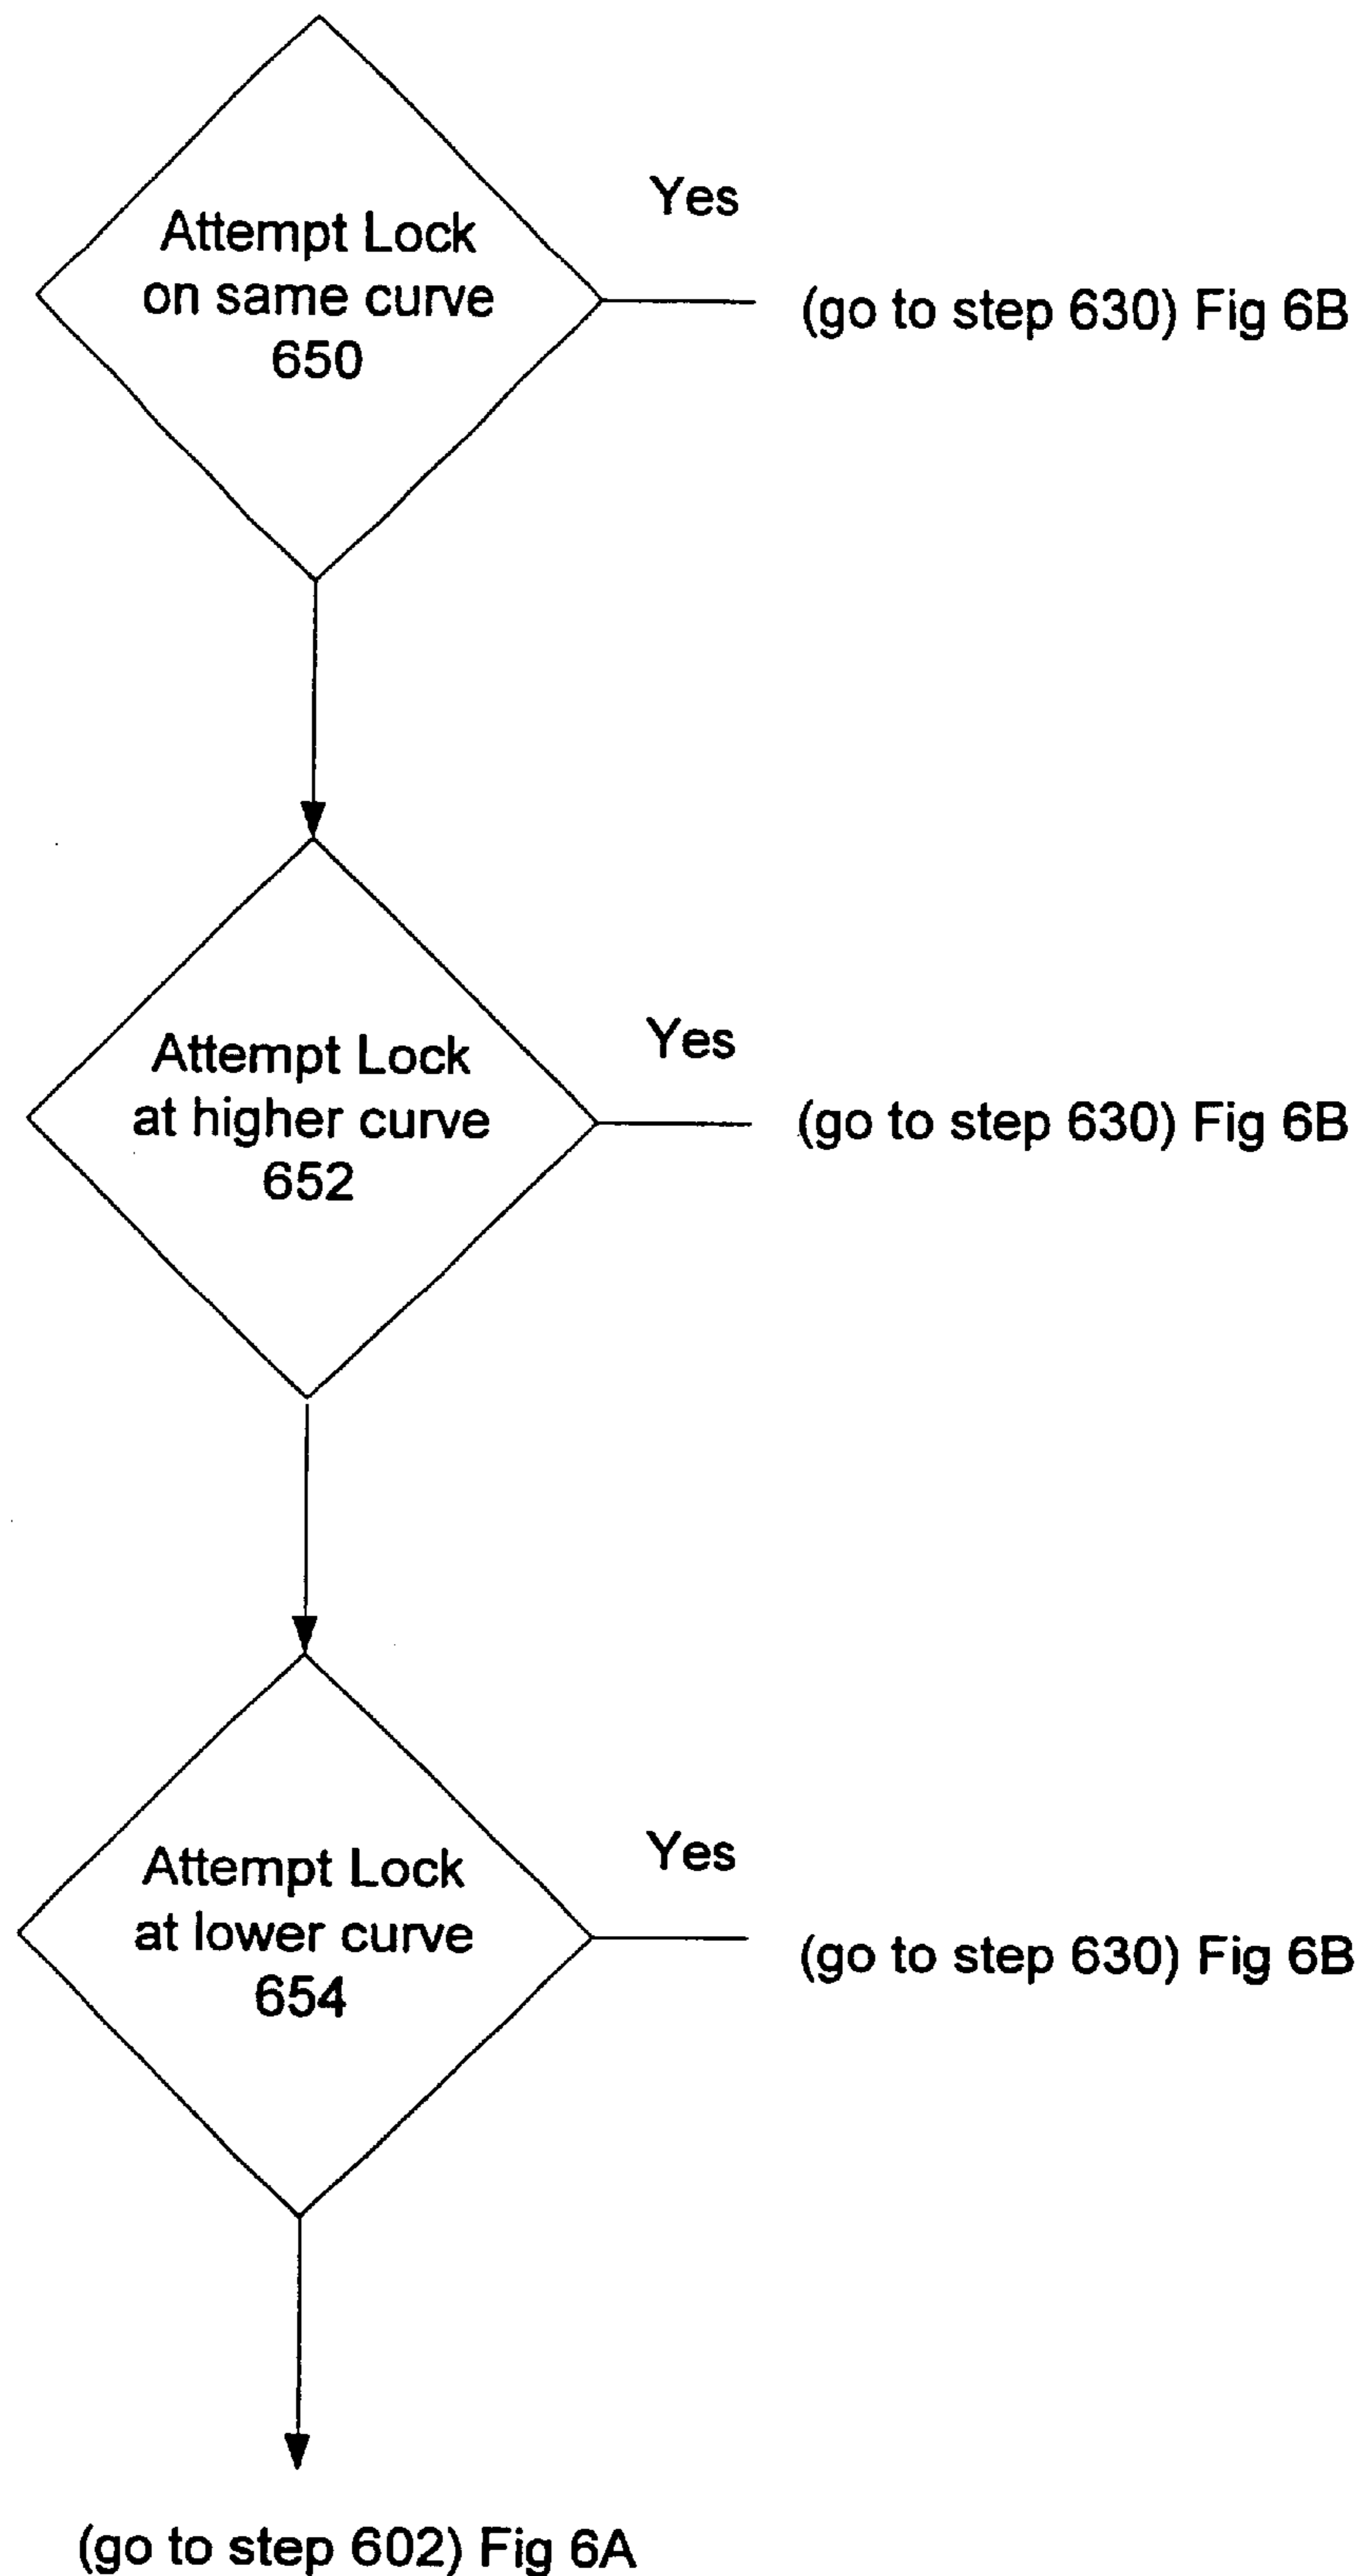 Attempt Lock
on same curve
650
Yes
(go to step 630) Fig 6B
Attempt Lock
at higher curve
652
Yes
(go to step 630) Fig 6B
Attempt Lock
at lower curve
654
Yes
(go to step 630) Fig 6B
(go to step 602) Fig 6A